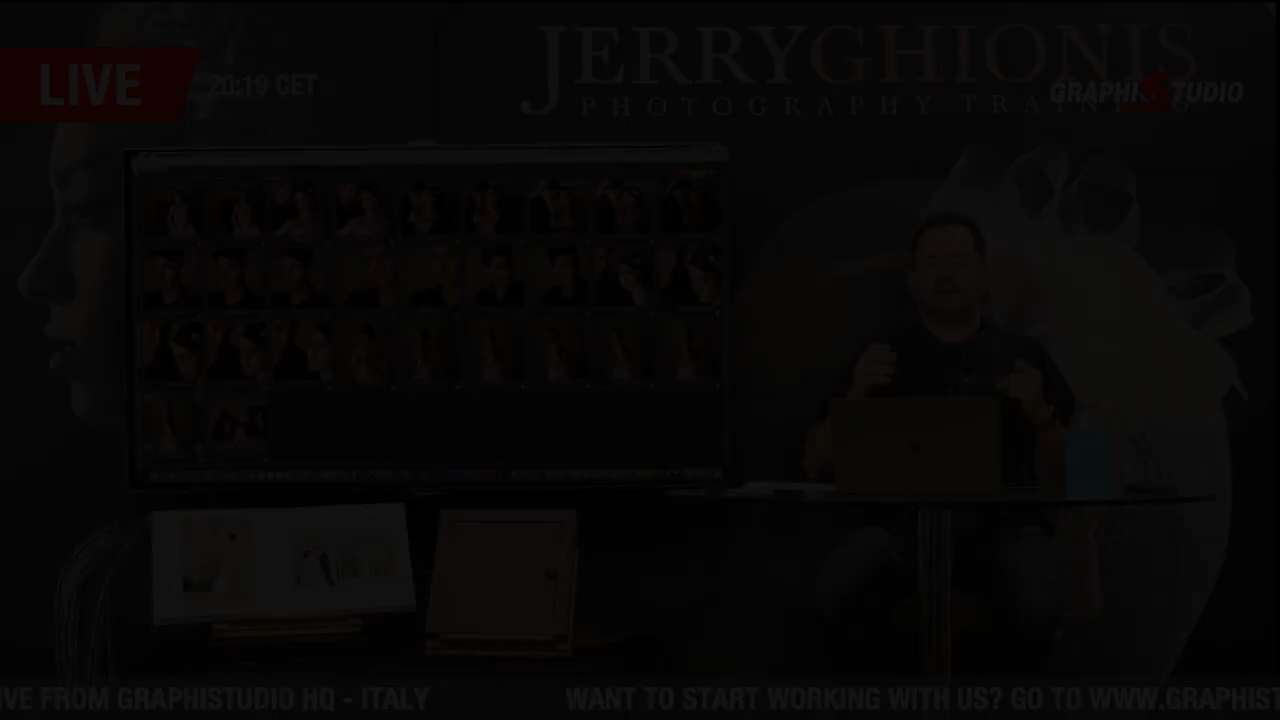 JERRYGHIONIS
LIVE
20:19 CET
GRAPHISTUDIO
PHOTOGRAPHY
IVE FROM GRAPHISTUDIO HQ - ITALY
WANT TO START WORKING WITH US? GO TO WWW.GRAPHIST